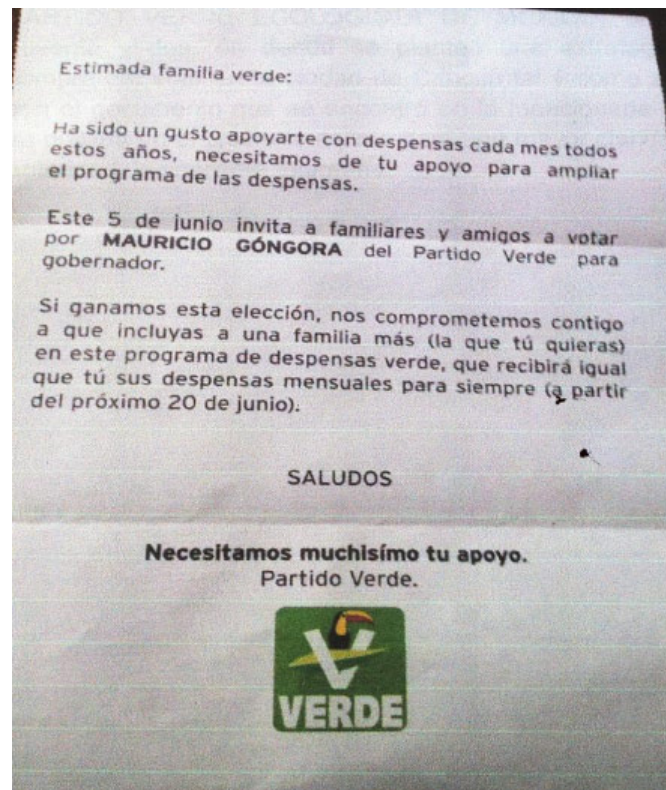 Estimada familia verde:
Ha sido un gusto apoyarte con despensas cada mes todos
estos años, necesitamos de tu apoyo para ampliar
el programa de las despensas.
Este 5 de junio invita a familiares y amigos a votar
por MAURICIO GÓNGORA del Partido Verde para
gobernador.
Si ganamos esta elección, nos comprometemos contigo
a que incluyas a una familia más (la que tú quieras)
en este programa de despensas verde, que recibirá igual
que tú sus despensas mensuales para siempre (a partir
del próximo 20 de junio).
SALUDOS
Necesitamos muchisímo tu apoyo.
Partido Verde.
VERDE